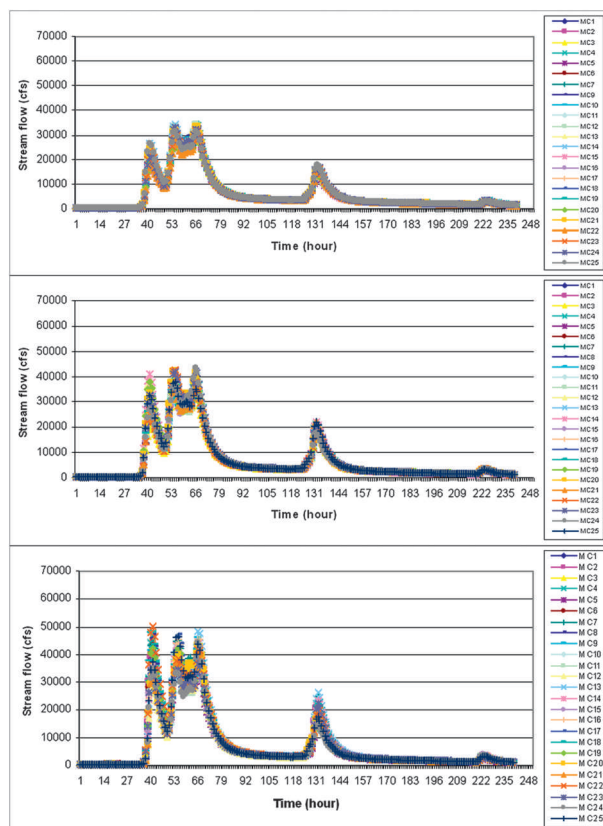 70000
60000
50000
40000
30000
20000
10000
0
Stream flow (cfs)
1 14 27 40 53 66 79 92 105 118 131 144 157 170 183 196 209 222 235 248
Time (hour)
MC1
MC2
MC3
MC4
MC5
MC6
MC7
MC9
MC10
MC11
MC12
MC13
MC14
MC15
MC16
MC17
MC18
MC19
MC20
MC21
MC22
MC23
MC24
MC25
70000
60000
50000
40000
30000
20000
10000
0
Stream flow (cfs)
1 14 27 40 53 66 79 92 105 118 131 144 157 170 183 196 209 222 235 248
Time (hour)
MC1
MC2
MC3
MC4
MC5
MC6
MC7
MC8
MC9
MC10
MC11
MC12
MC13
MC14
MC15
MC16
MC17
MC18
MC19
MC20
MC21
MC22
MC23
MC24
MC25
70000
60000
50000
40000
30000
20000
10000
0
Stream flow (cfs)
1 14 27 40 53 66 79 92 105 118 131 144 157 170 183 196 209 222 235 248
Time (hour)
M C1
M C2
M C3
M C4
M C5
M C6
M C7
M C8
M C9
M C10
M C11
M C12
M C13
M C14
M C15
M C16
M C17
M C18
M C19
M C20
M C21
M C22
M C23
M C24
M C25